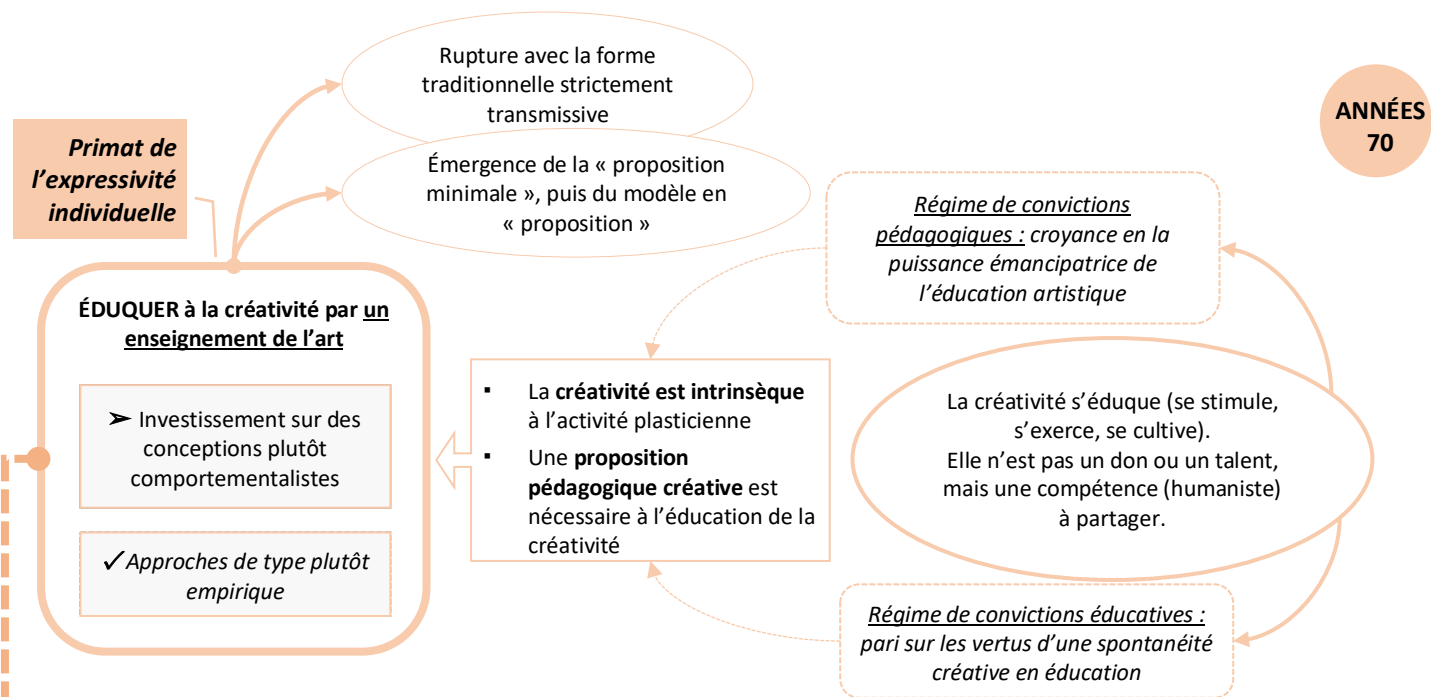 Rupture avec la forme
traditionnelle strictement
transmissive
ANNÉES
70
Primat de
l’expressivité
individuelle
Émergence de la « proposition
minimale », puis du modèle en
« proposition »
Régime de convictions
pédagogiques : croyance en la
puissance émancipatrice de
l’éducation artistique
ÉDUQUER à la créativité par un
enseignement de l’art
➢ Investissement sur des
conceptions plutôt
comportementalistes
✓ Approches de type plutôt
empirique
▪ La créativité est intrinsèque
à l’activité plasticienne
▪ Une proposition
pédagogique créative est
nécessaire à l’éducation de la
créativité
La créativité s’éduque (se stimule,
s’exerce, se cultive).
Elle n’est pas un don ou un talent,
mais une compétence (humaniste)
à partager.
Régime de convictions éducatives :
pari sur les vertus d’une spontanéité
créative en éducation